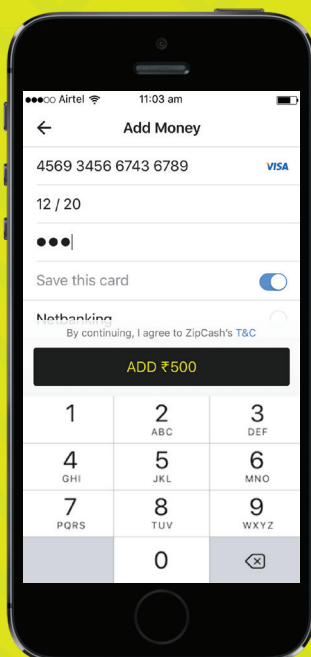 Airtel 11:03 am
Add Money
4569 3456 6743 6789 VISA
12 / 20
Save this card
Netbanking
By continuing, I agree to ZipCash's T&C
ADD ₹500
1 2 3
ABC DEF
4 5 6
GHI JKL MNO
7 8 9
PQRS TUV WXYZ
0